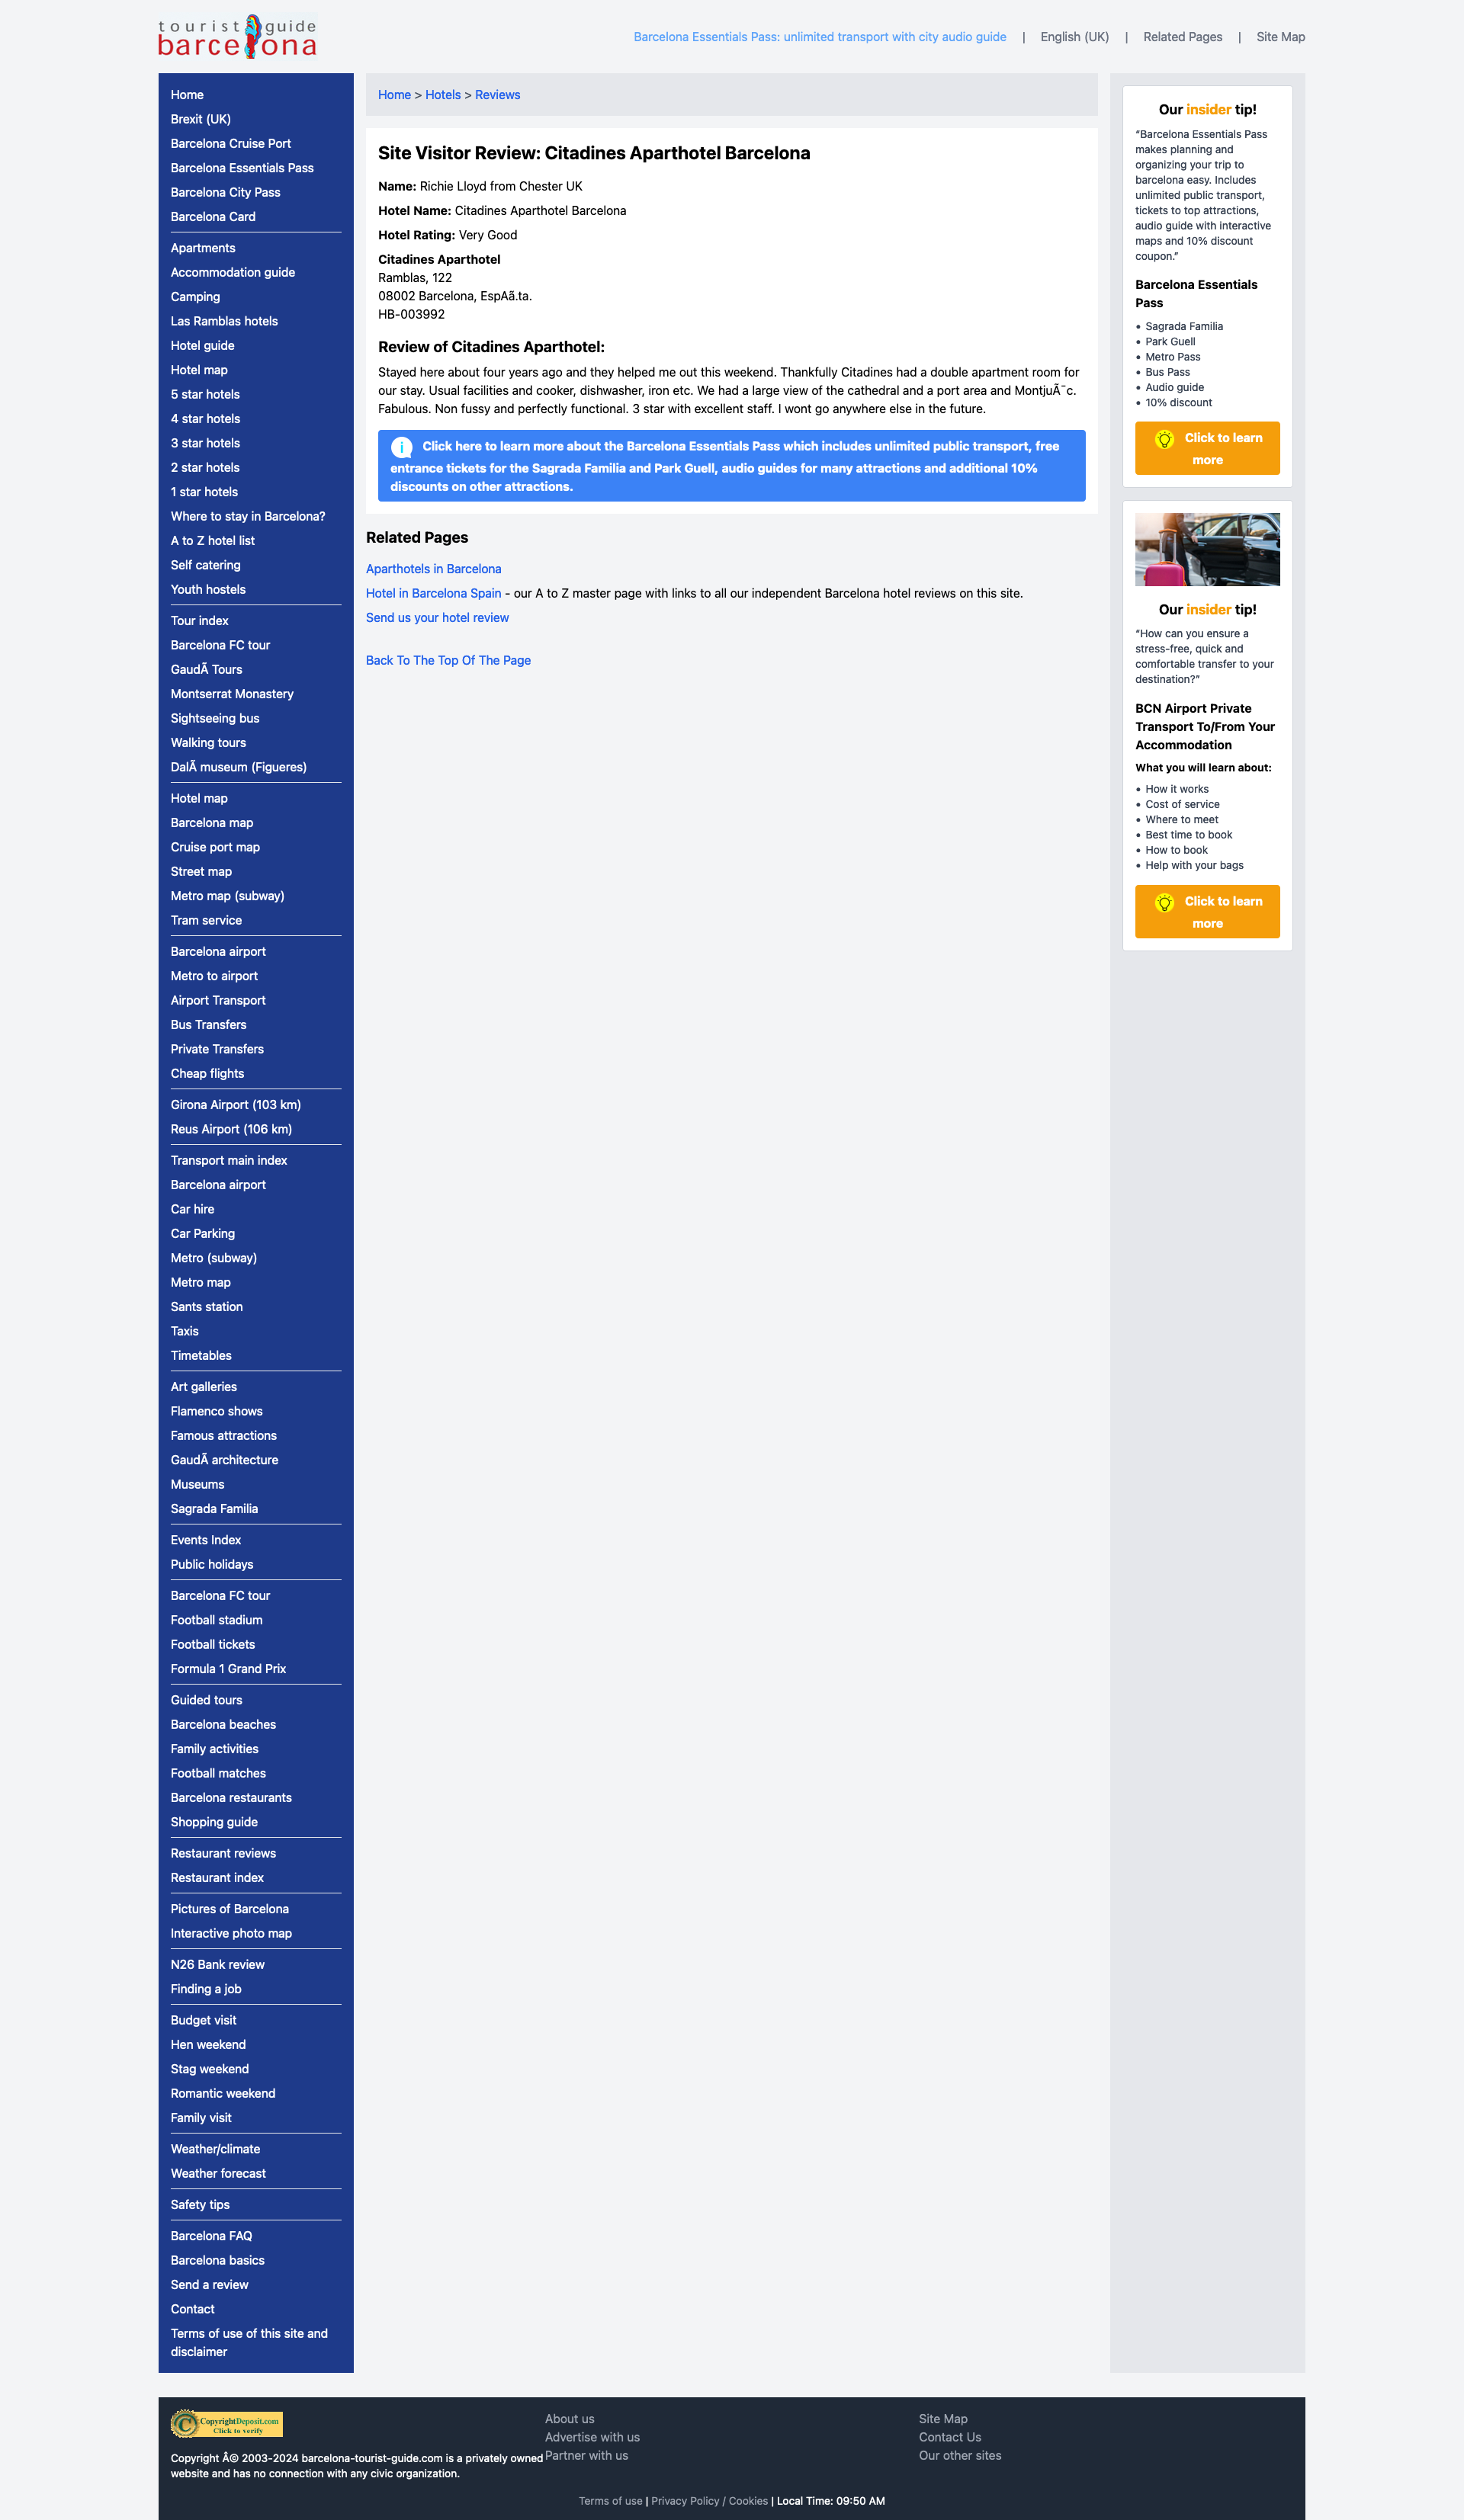 tourist guide
barcelona
Barcelona Essentials Pass: unlimited transport with city audio guide | English (UK) | Related Pages | Site Map
Home
Brexit (UK)
Barcelona Cruise Port
Barcelona Essentials Pass
Barcelona City Pass
Barcelona Card
Apartments
Accommodation guide
Camping
Las Ramblas hotels
Hotel guide
Hotel map
5 star hotels
4 star hotels
3 star hotels
2 star hotels
1 star hotels
Where to stay in Barcelona?
A to Z hotel list
Self catering
Youth hostels
Tour index
Barcelona FC tour
GaudÃ Tours
Montserrat Monastery
Sightseeing bus
Walking tours
DalÃ museum (Figueres)
Hotel map
Barcelona map
Cruise port map
Street map
Metro map (subway)
Tram service
Barcelona airport
Metro to airport
Airport Transport
Bus Transfers
Private Transfers
Cheap flights
Girona Airport (103 km)
Reus Airport (106 km)
Transport main index
Barcelona airport
Car hire
Car Parking
Metro (subway)
Metro map
Sants station
Taxis
Timetables
Art galleries
Flamenco shows
Famous attractions
GaudÃ architecture
Museums
Sagrada Familia
Events Index
Public holidays
Barcelona FC tour
Football stadium
Football tickets
Formula 1 Grand Prix
Guided tours
Barcelona beaches
Family activities
Football matches
Barcelona restaurants
Shopping guide
Restaurant reviews
Restaurant index
Pictures of Barcelona
Interactive photo map
N26 Bank review
Finding a job
Budget visit
Hen weekend
Stag weekend
Romantic weekend
Family visit
Weather/climate
Weather forecast
Safety tips
Barcelona FAQ
Barcelona basics
Send a review
Contact
Terms of use of this site and
disclaimer
Home > Hotels > Reviews
Site Visitor Review: Citadines Aparthotel Barcelona
Name: Richie Lloyd from Chester UK
Hotel Name: Citadines Aparthotel Barcelona
Hotel Rating: Very Good
Citadines Aparthotel
Ramblas, 122
08002 Barcelona, EspAã.ta.
HB-003992
Review of Citadines Aparthotel:
Stayed here about four years ago and they helped me out this weekend. Thankfully Citadines had a double apartment room for
our stay. Usual facilities and cooker, dishwasher, iron etc. We had a large view of the cathedral and a port area and MontjuÃ¯c.
Fabulous. Non fussy and perfectly functional. 3 star with excellent staff. I wont go anywhere else in the future.
Click here to learn more about the Barcelona Essentials Pass which includes unlimited public transport, free
entrance tickets for the Sagrada Familia and Park Guell, audio guides for many attractions and additional 10%
discounts on other attractions.
Related Pages
Aparthotels in Barcelona
Hotel in Barcelona Spain - our A to Z master page with links to all our independent Barcelona hotel reviews on this site.
Send us your hotel review
Back To The Top Of The Page
Our insider tip!
“Barcelona Essentials Pass
makes planning and
organizing your trip to
barcelona easy. Includes
unlimited public transport,
tickets to top attractions,
audio guide with interactive
maps and 10% discount
coupon.”
Barcelona Essentials
Pass
• Sagrada Familia
• Park Guell
• Metro Pass
• Bus Pass
• Audio guide
• 10% discount
Click to learn
more
Our insider tip!
“How can you ensure a
stress-free, quick and
comfortable transfer to your
destination?”
BCN Airport Private
Transport To/From Your
Accommodation
What you will learn about:
• How it works
• Cost of service
• Where to meet
• Best time to book
• How to book
• Help with your bags
Click to learn
more
CopyrightDeposit.com
Click to verify
Copyright Â© 2003-2024 barcelona-tourist-guide.com is a privately owned
website and has no connection with any civic organization.
About us
Advertise with us
Partner with us
Site Map
Contact Us
Our other sites
Terms of use | Privacy Policy / Cookies | Local Time: 09:50 AM